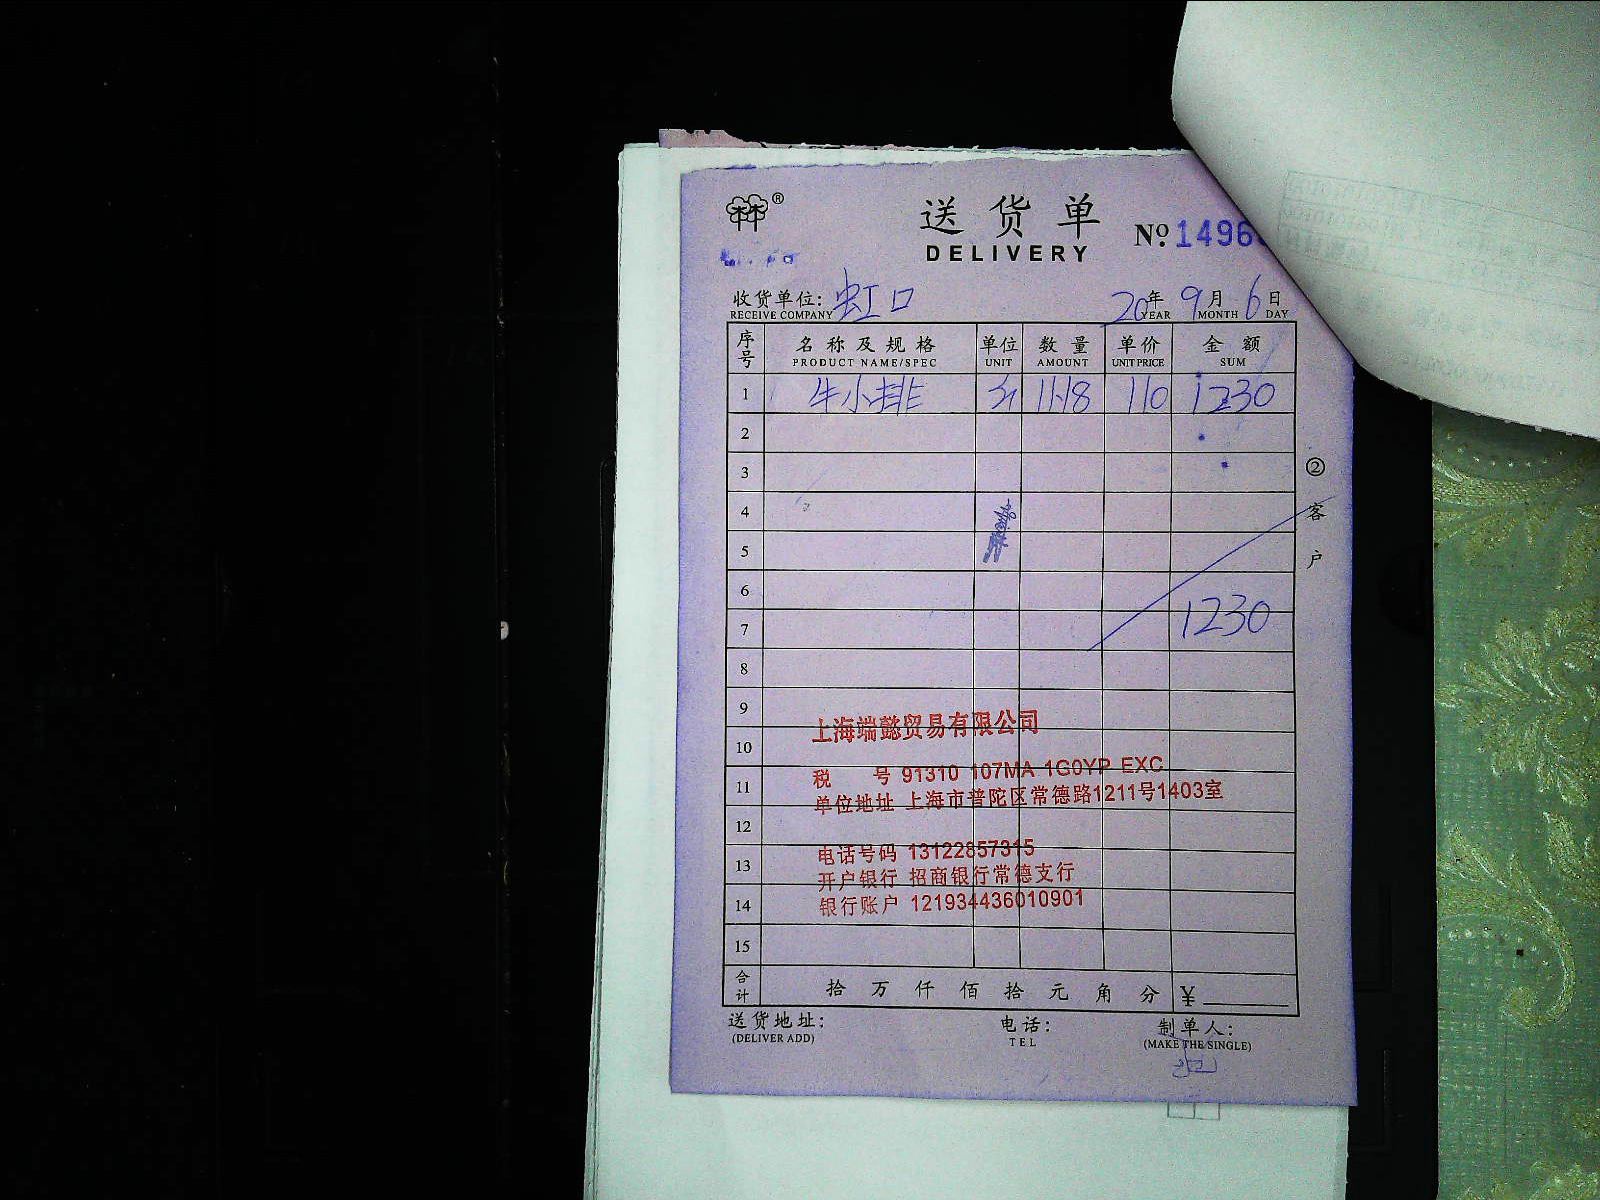 林®
送货单
DELIVERY
№ 1496
收货单位: 虹口
RECEIVE COMPANY
20年 9月 6日
YEAR MONTH DAY
序号 名称及规格 单位 数量 单价 金额
PRODUCT NAME/SPEC UNIT AMOUNT UNIT PRICE SUM
1 牛小排 11.18 110 1230
2
3
4
5
6
7 1230
8
9
10
11
12
13
14
15
上海端懿贸易有限公司
税 号 91310 107MA 1G0YP EXC
单位地址 上海市普陀区常德路1211号1403室
电话号码 13122857315
开户银行 招商银行常德支行
银行账户 121934436010901
合计 拾 万 仟 佰 拾 元 角 分 ¥
送货地址: 电话: 制单人:
(DELIVER ADD) TEL (MAKE THE SINGLE)
② 客户